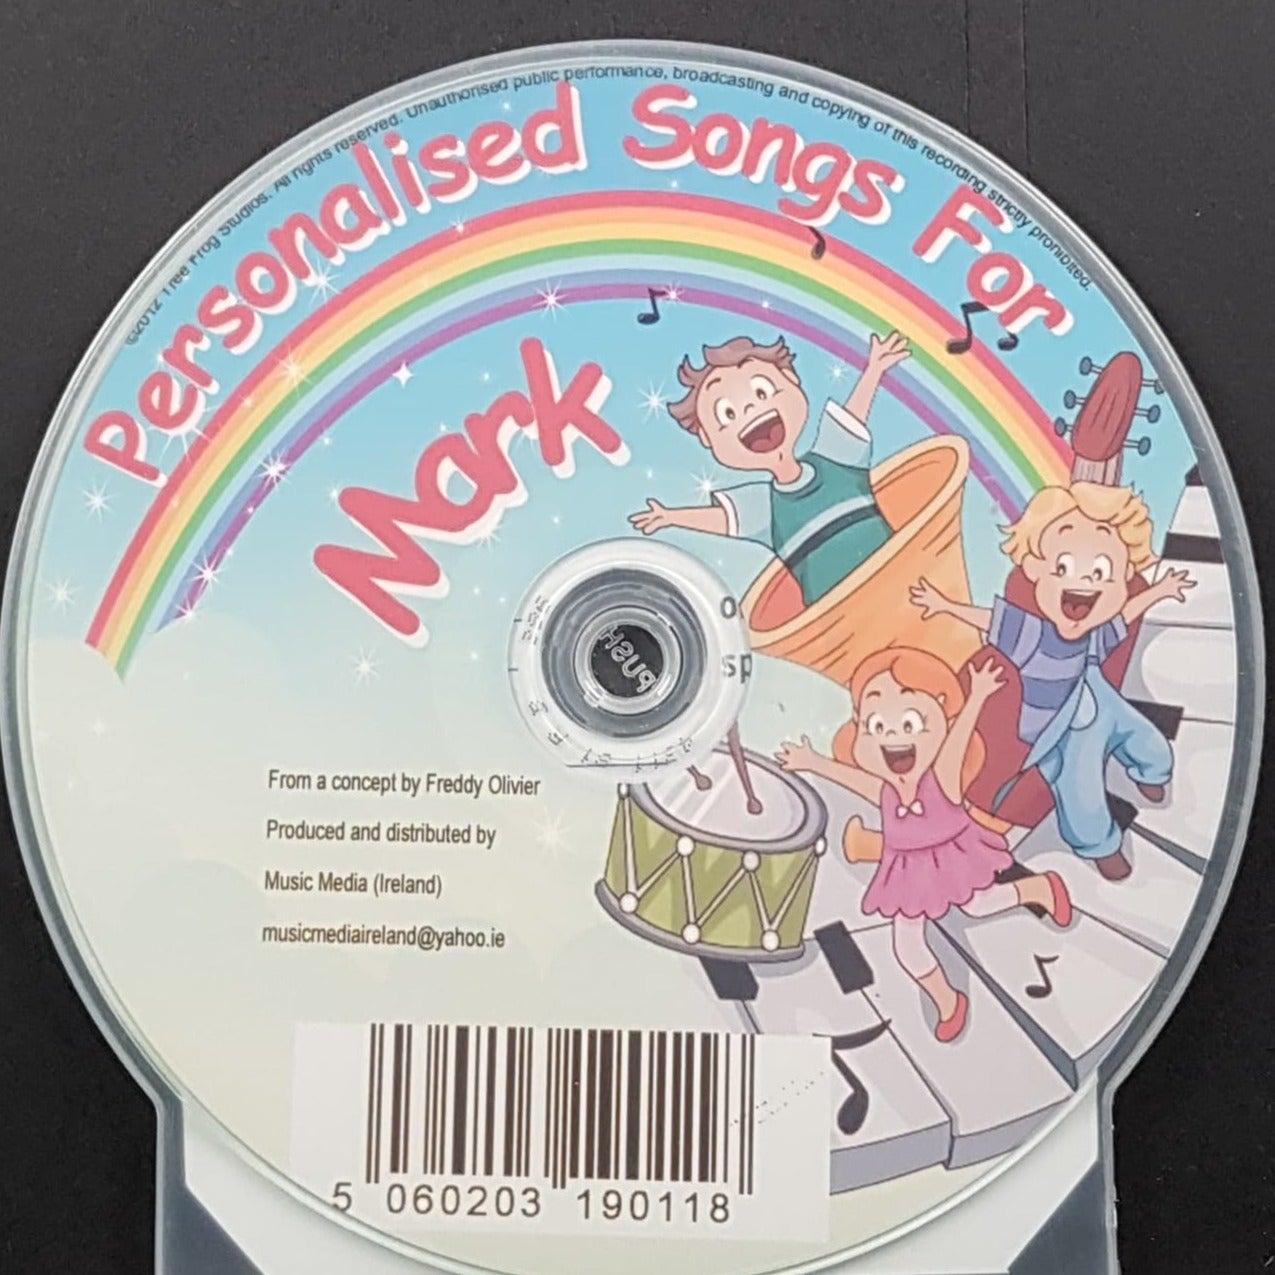 ©2012 Tree Frog Studios. All rights reserved. Unauthorised public performance, broadcasting and copying of this recording strictly prohibited.
Personalised Songs For
Mark
PUSH
From a concept by Freddy Olivier
Produced and distributed by
Music Media (Ireland)
musicmediaireland@yahoo.ie
5 060203 190118